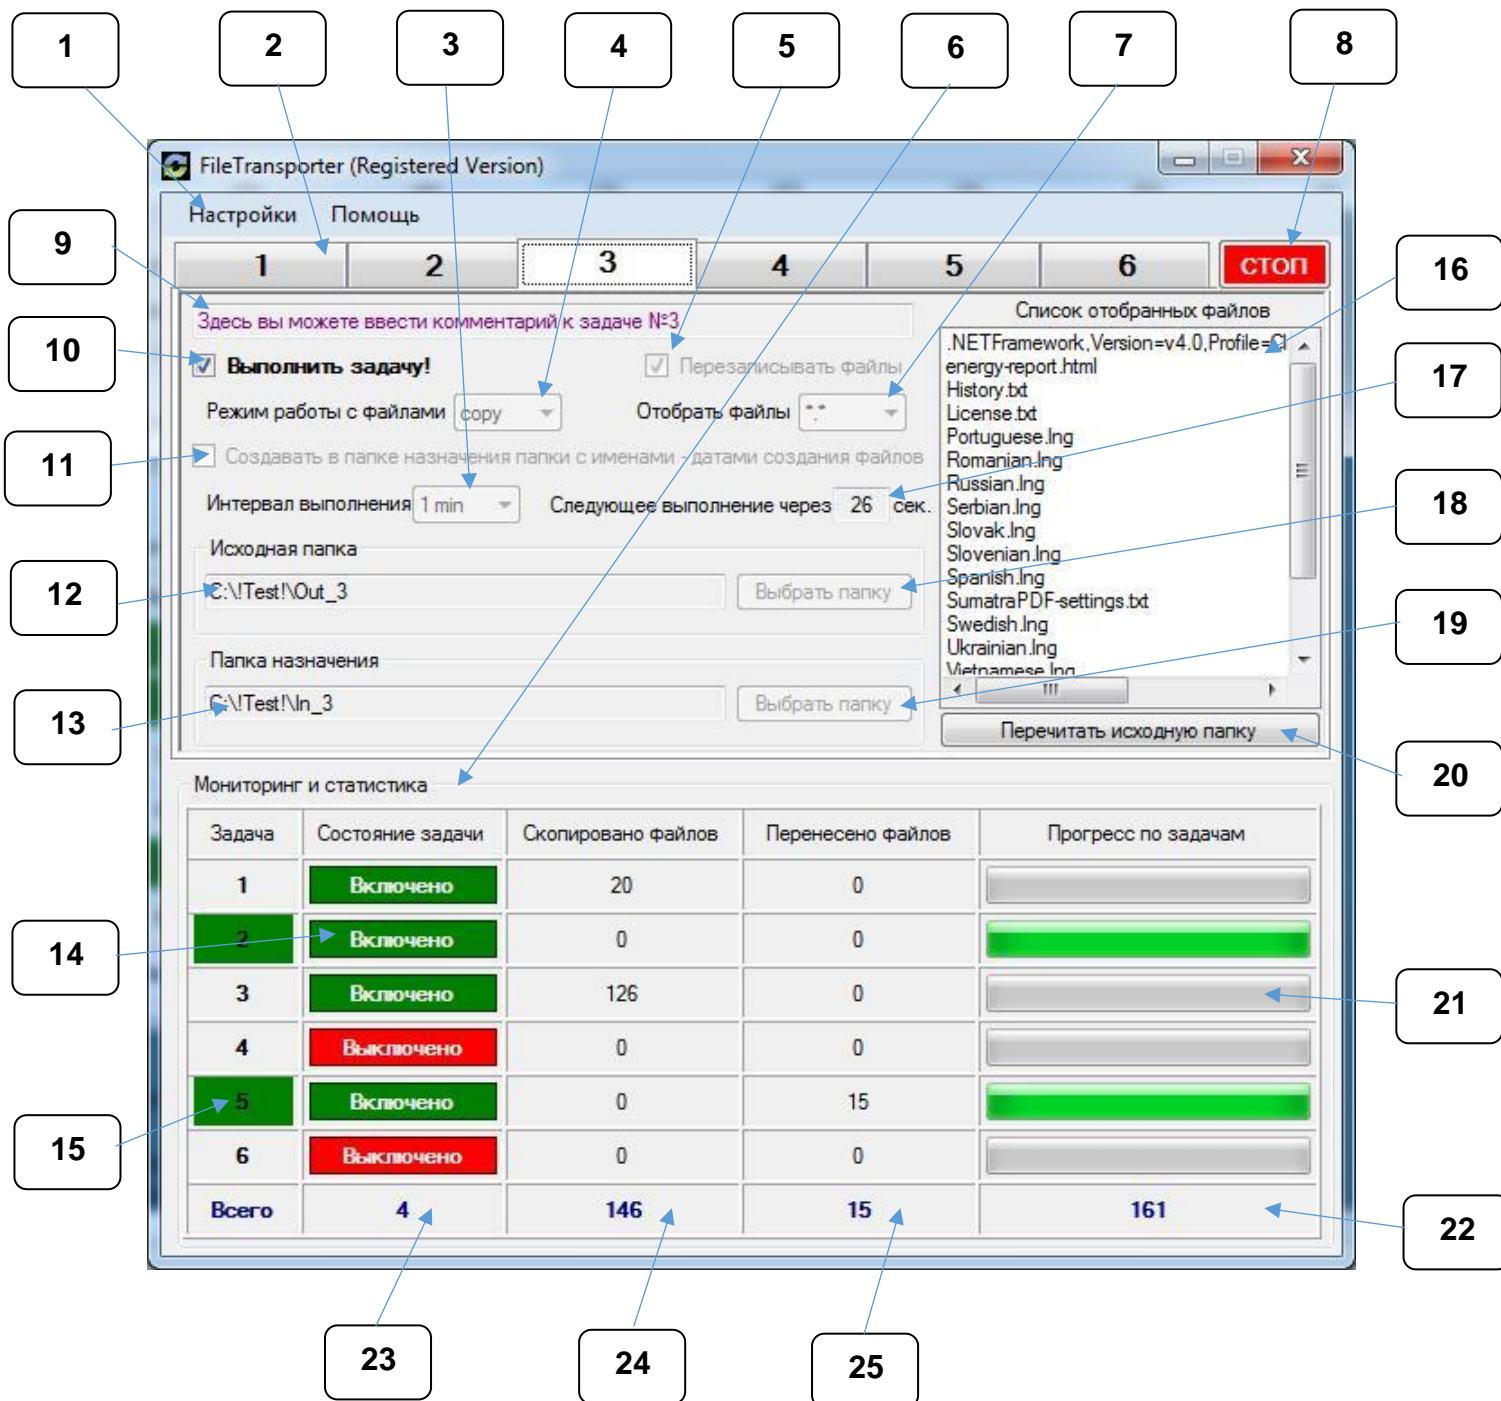 1 2 3 4 5 6 7 8
FileTransporter (Registered Version)
Настройки Помощь
9
1 2 3 4 5 6 СТОП
16
Здесь вы можете ввести комментарий к задаче №3
Список отобранных файлов
10
Выполнить задачу!
Перезаписывать файлы
17
Режим работы с файлами copy
Отобрать файлы *.*
11
Создавать в папке назначения папки с именами - датами создания файлов
Интервал выполнения 1 min
Следующее выполнение через 26 сек.
18
.NETFramework,Version=v4.0,Profile=Cl
energy-report.html
History.txt
License.txt
Portuguese.lng
Romanian.lng
Russian.lng
Serbian.lng
Slovak.lng
Slovenian.lng
Spanish.lng
SumatraPDF-settings.txt
Swedish.lng
Ukrainian.lng
Vietnamese.lng
Исходная папка
12
C:\!Test!\Out_3
Выбрать папку
19
Папка назначения
13
C:\!Test!\In_3
Выбрать папку
Перечитать исходную папку
20
Мониторинг и статистика
Задача Состояние задачи Скопировано файлов Перенесено файлов Прогресс по задачам
1 Включено 20 0
14
2 Включено 0 0
3 Включено 126 0
21
4 Выключено 0 0
5 Включено 0 15
15
6 Выключено 0 0
Всего 4 146 15 161
22
23 24 25